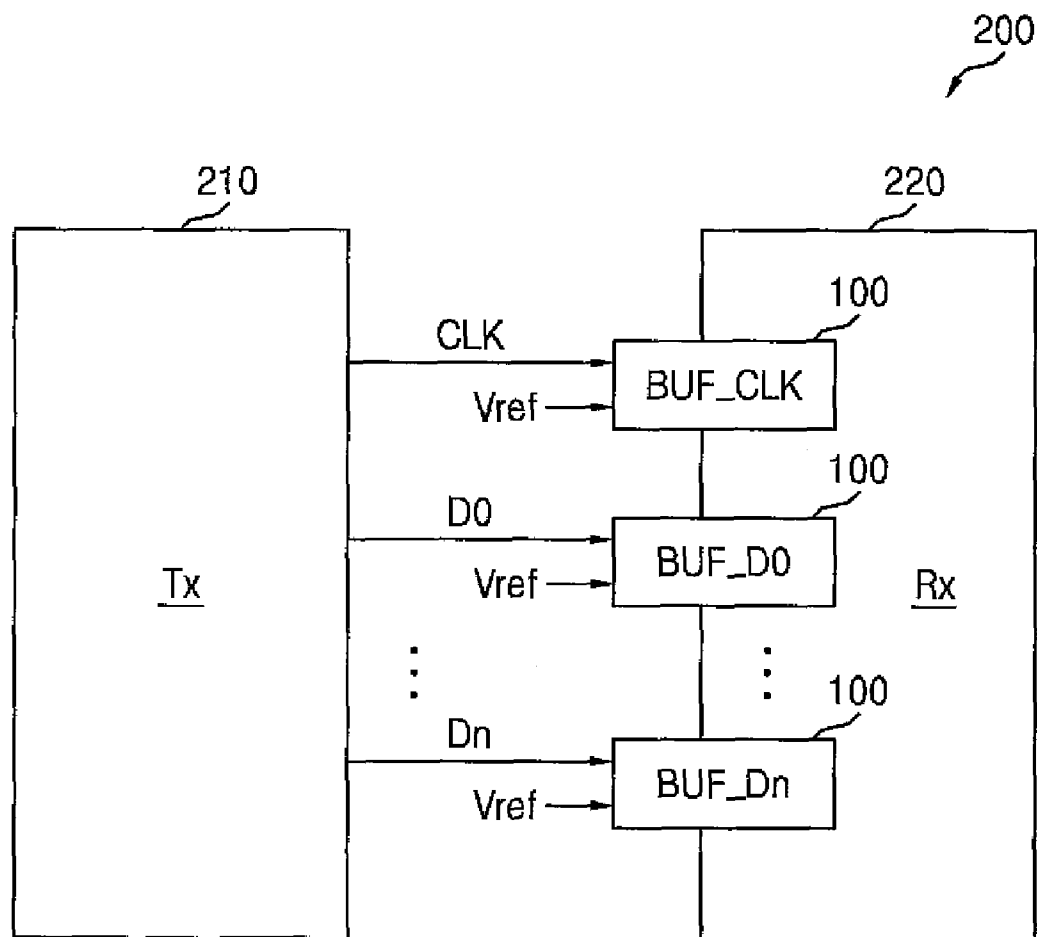 200
210
220
100
CLK
BUF_CLK
Vref
100
D0
BUF_D0
Vref
Tx
Rx
100
Dn
BUF_Dn
Vref